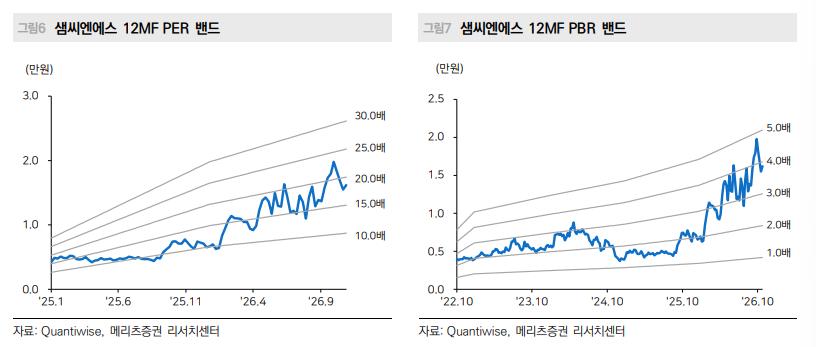 그림6 샘씨엔에스 12MF PER 밴드
(만원)
3.0
2.0
1.0
0.0
30.0배
25.0배
20.0배
15.0배
10.0배
'25.1 '25.6 '25.11 '26.4 '26.9
자료: Quantiwise, 메리츠증권 리서치센터
그림7 샘씨엔에스 12MF PBR 밴드
(만원)
2.5
2.0
1.5
1.0
0.5
0.0
5.0배
4.0배
3.0배
2.0배
1.0배
'22.10 '23.10 '24.10 '25.10 '26.10
자료: Quantiwise, 메리츠증권 리서치센터